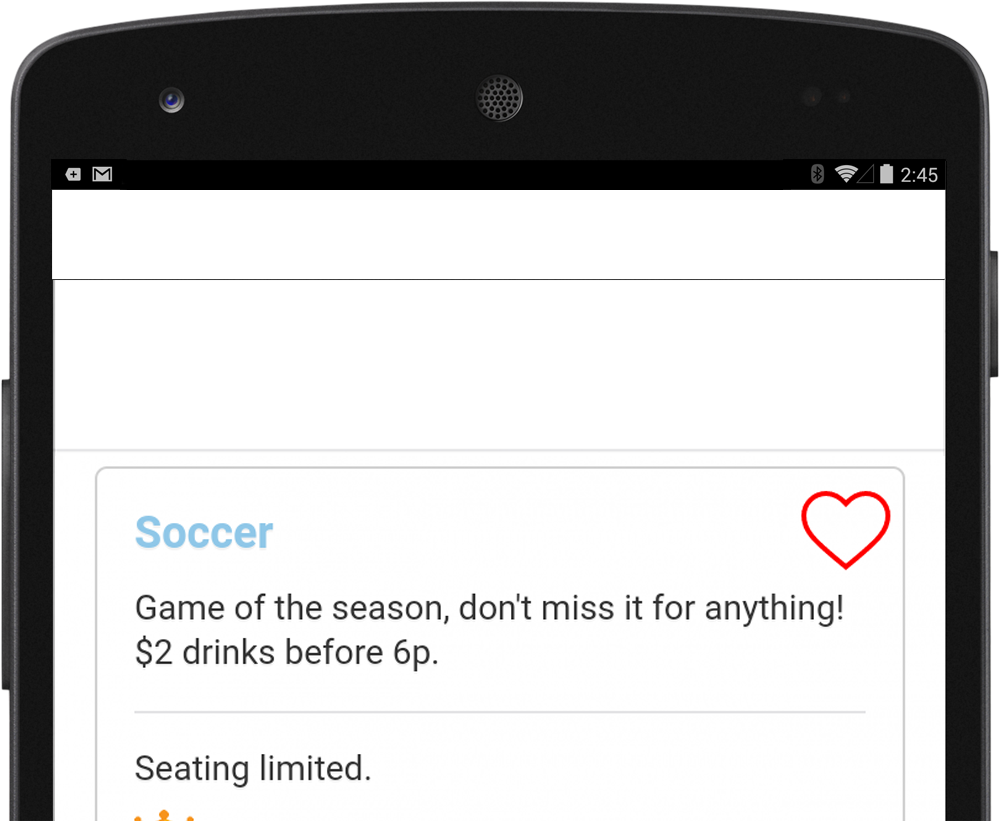 2:45
Soccer
Game of the season, don't miss it for anything!
$2 drinks before 6p.
Seating limited.